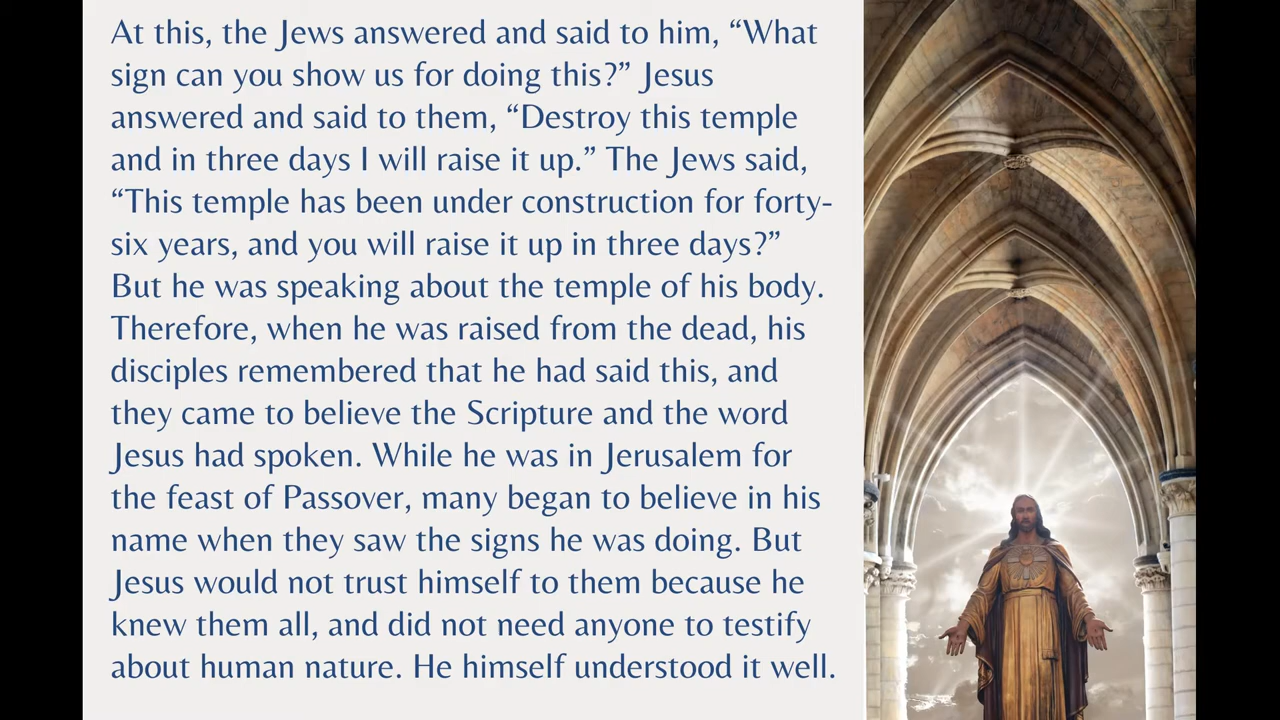 At this, the Jews answered and said to him, “What
sign can you show us for doing this?” Jesus
answered and said to them, “Destroy this temple
and in three days I will raise it up.” The Jews said,
“This temple has been under construction for forty-
six years, and you will raise it up in three days?”
But he was speaking about the temple of his body.
Therefore, when he was raised from the dead, his
disciples remembered that he had said this, and
they came to believe the Scripture and the word
Jesus had spoken. While he was in Jerusalem for
the feast of Passover, many began to believe in his
name when they saw the signs he was doing. But
Jesus would not trust himself to them because he
knew them all, and did not need anyone to testify
about human nature. He himself understood it well.